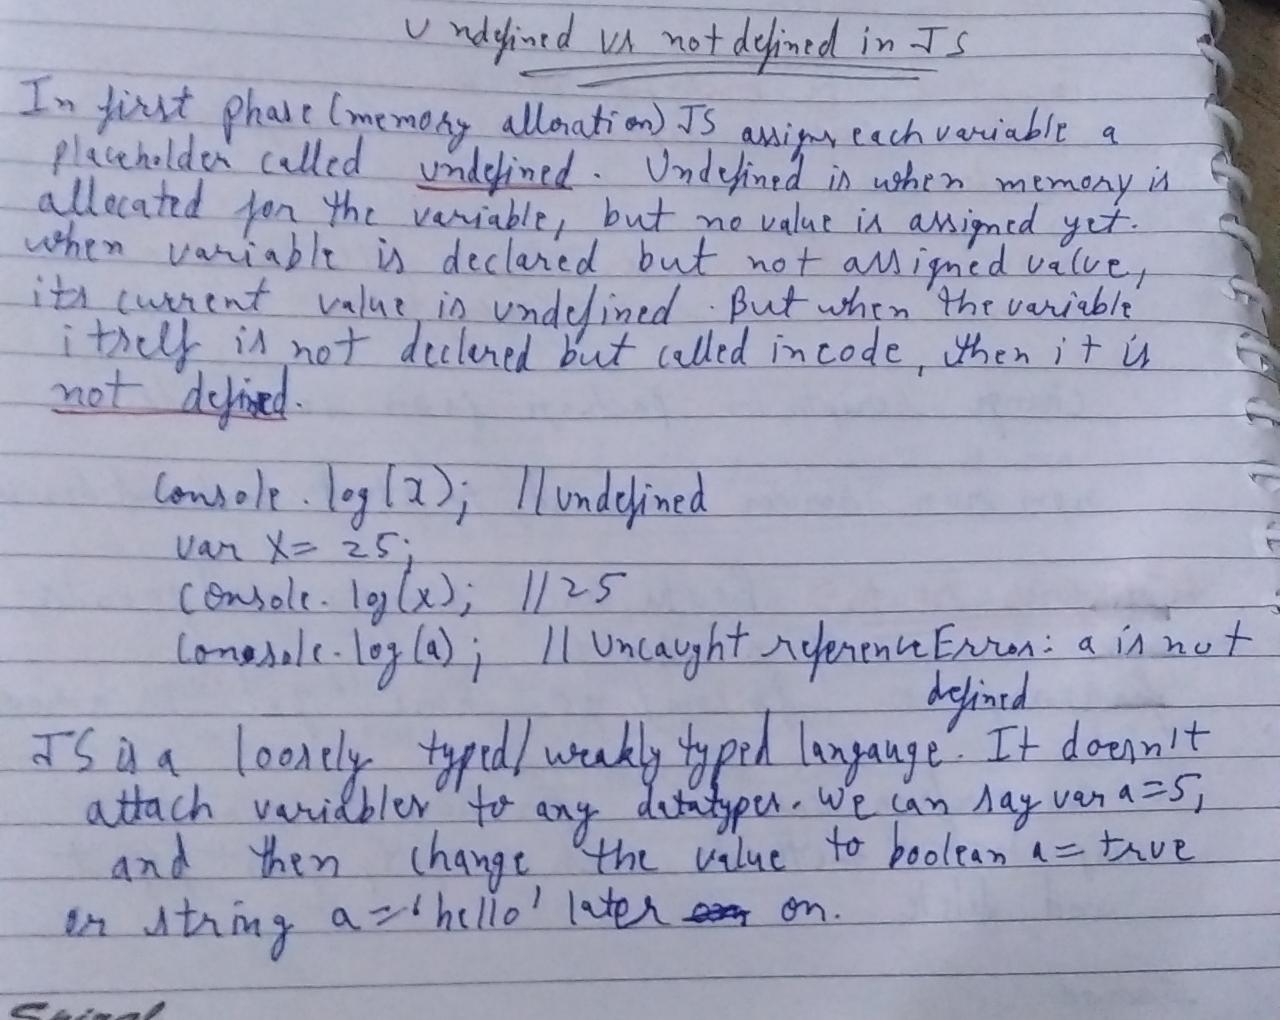 Undefined vs not defined in JS
In first phase (memory allocation) JS assigns each variable a
placeholder called undefined. Undefined is when memory is
allocated for the variable, but no value is assigned yet.
when variable is declared but not assigned value,
its current value is undefined. But when the variable
itself is not declared but called in code, then it is
not defined.
console.log(x); //undefined
var x = 25;
console.log(x); //25
conosole.log(a); // Uncaught referenceError: a is not
defined
JS is a loosely typed/weakly typed langauge. It doesn't
attach variables to any datatypes. We can say var a=5,
and then change the value to boolean a = true
or string a = 'hello' later on.
Spiral